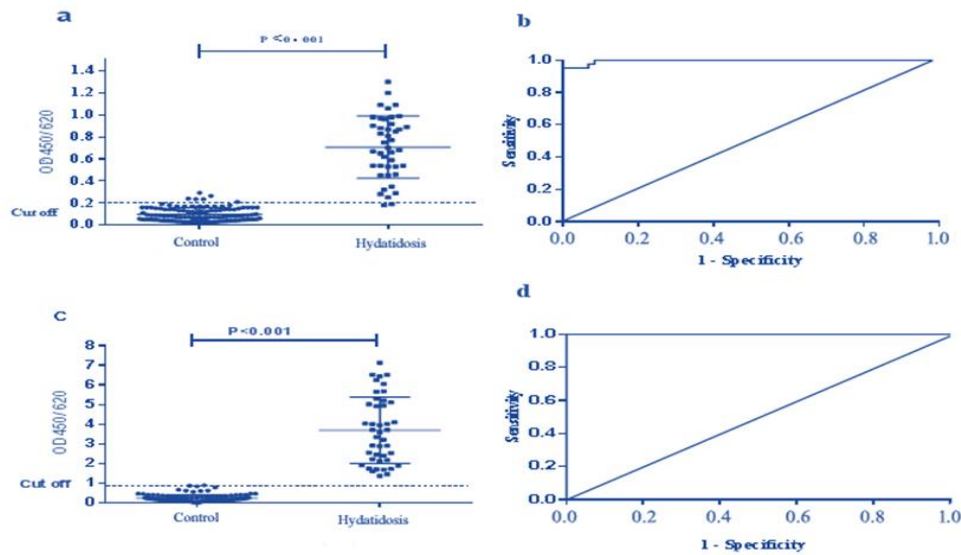 a
P <0.001
1.4
1.2
1.0
0.8
0.6
0.4
0.2
0.0
OD450/620
Cut off
Control
Hydatidosis
b
1.0
0.8
0.6
0.4
0.2
0.0
Sensitivity
0.0 0.2 0.4 0.6 0.8 1.0
1 - Specificity
c
P<0.001
8
7
6
5
4
3
2
1
0
OD450/620
Cut off
Control
Hydatidosis
d
1.0
0.8
0.6
0.4
0.2
0.0
Sensitivity
0.0 0.2 0.4 0.6 0.8 1.0
1 - Specificity